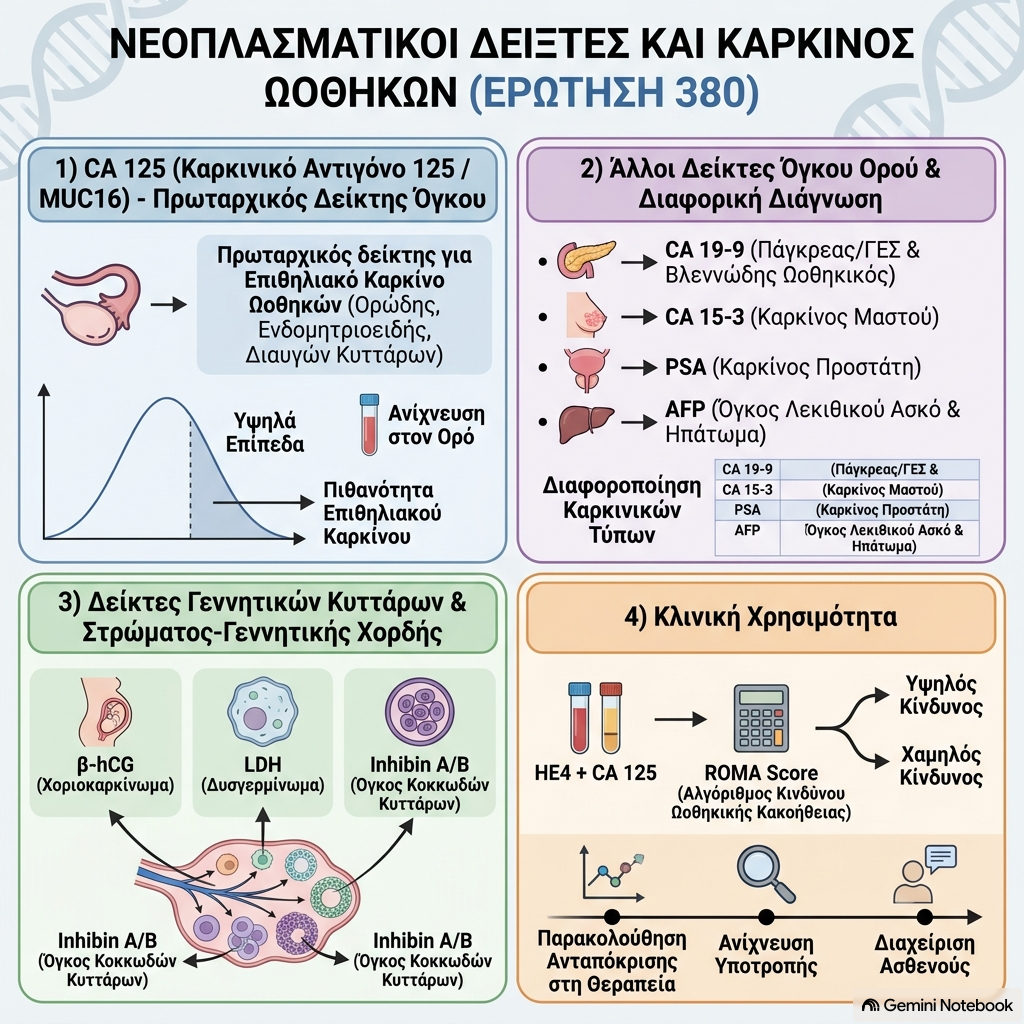 ΝΕΟΠΛΑΣΜΑΤΙΚΟΙ ΔΕΙΞΤΕΣ ΚΑΙ ΚΑΡΚΙΝΟΣ
ΩΟΘΗΚΩΝ (ΕΡΩΤΗΣΗ 380)
1) CA 125 (Καρκινικό Αντιγόνο 125 /
MUC16) - Πρωταρχικός Δείκτης Όγκου
Πρωταρχικός δείκτης για
Επιθηλιακό Καρκίνο
Ωοθηκών (Ορώδης,
Ενδομητριοειδής,
Διαυγών Κυττάρων)
Υψηλά
Επίπεδα
Ανίχνευση
στον Ορό
Πιθανότητα
Επιθηλιακού
Καρκίνου
2) Άλλοι Δείκτες Όγκου Ορού &
Διαφορική Διάγνωση
• CA 19-9 (Πάγκρεας/ΓΕΣ &
Βλεννώδης Ωοθηκικός)
• CA 15-3 (Καρκίνος Μαστού)
• PSA (Καρκίνος Προστάτη)
• AFP (Όγκος Λεκιθικού Ασκό &
Ηπάτωμα)
Διαφοροποίηση
Καρκινικών
Τύπων
CA 19-9 (Πάγκρεας/ΓΕΣ &
CA 15-3 (Καρκίνος Μαστού)
PSA (Καρκίνος Προστάτη)
AFP (Όγκος Λεκιθικού Ασκό &
Ηπάτωμα)
3) Δείκτες Γεννητικών Κυττάρων &
Στρώματος-Γεννητικής Χορδής
β-hCG
(Χοριοκαρκίνωμα)
LDH
(Δυσγερμίνωμα)
Inhibin A/B
(Όγκος Κοκκωδών
Κυττάρων)
Inhibin A/B
(Όγκος Κοκκωδών
Κυττάρων)
Inhibin A/B
(Όγκος Κοκκωδών
Κυττάρων)
4) Κλινική Χρησιμότητα
HE4 + CA 125
ROMA Score
(Αλγόριθμος Κινδύνου
Ωοθηκικής Κακοήθειας)
Υψηλός
Κίνδυνος
Χαμηλός
Κίνδυνος
Παρακολούθηση
Ανταπόκρισης
στη Θεραπεία
Ανίχνευση
Υποτροπής
Διαχείριση
Ασθενούς
Gemini Notebook